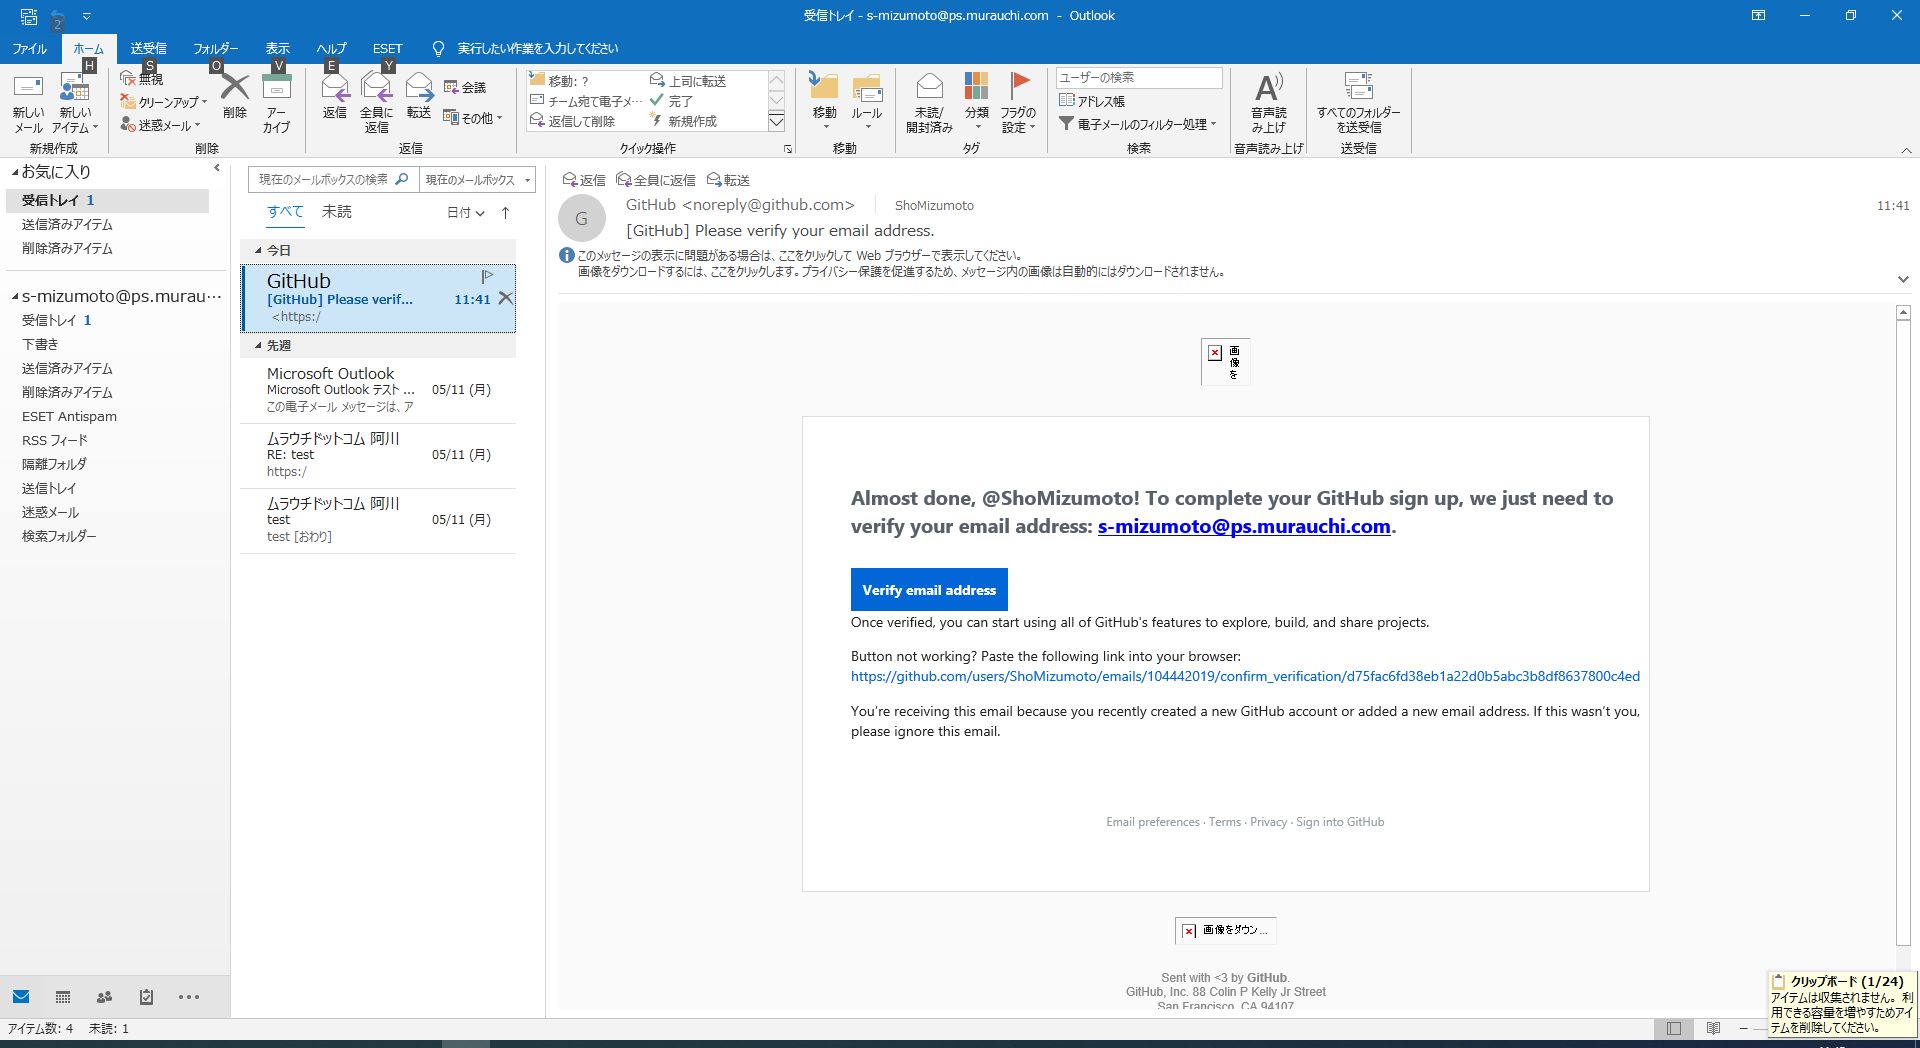 受信トレイ - s-mizumoto@ps.murauchi.com - Outlook
2
ファイル ホーム 送受信 フォルダー 表示 ヘルプ ESET 実行したい作業を入力してください
H S O V E Y
新しい
メール
新しい
アイテム
新規作成
無視
クリーンアップ
迷惑メール
削除
アー
カイブ
削除
返信
全員に
返信
転送
会議
その他
返信
移動: ?
チーム宛て電子メ...
返信して削除
上司に転送
完了
新規作成
クイック操作
移動
ルール
移動
未読/
開封済み
分類
フラグの
設定
タグ
ユーザーの検索
アドレス帳
電子メールのフィルター処理
検索
音声読
み上げ
音声読み上げ
すべてのフォルダー
を送受信
送受信
お気に入り
受信トレイ 1
送信済みアイテム
削除済みアイテム
s-mizumoto@ps.murau...
受信トレイ 1
下書き
送信済みアイテム
削除済みアイテム
ESET Antispam
RSS フィード
隔離フォルダ
送信トレイ
迷惑メール
検索フォルダー
現在のメールボックスの検索 現在のメールボックス
すべて 未読 日付
今日
GitHub
[GitHub] Please verif... 11:41
<https:/
先週
Microsoft Outlook
Microsoft Outlook テスト ... 05/11 (月)
この電子メール メッセージは、ア
ムラウチドットコム 阿川
RE: test 05/11 (月)
https:/
ムラウチドットコム 阿川
test 05/11 (月)
test [おわり]
返信 全員に返信 転送
G
GitHub <noreply@github.com> ShoMizumoto 11:41
[GitHub] Please verify your email address.
このメッセージの表示に問題がある場合は、ここをクリックして Web ブラウザーで表示してください。
画像をダウンロードするには、ここをクリックします。プライバシー保護を促進するため、メッセージ内の画像は自動的にはダウンロードされません。
画
像
を
Almost done, @ShoMizumoto! To complete your GitHub sign up, we just need to
verify your email address: s-mizumoto@ps.murauchi.com.
Verify email address
Once verified, you can start using all of GitHub's features to explore, build, and share projects.
Button not working? Paste the following link into your browser:
https://github.com/users/ShoMizumoto/emails/104442019/confirm_verification/d75fac6fd38eb1a22d0b5abc3b8df8637800c4ed
You’re receiving this email because you recently created a new GitHub account or added a new email address. If this wasn’t you,
please ignore this email.
Email preferences · Terms · Privacy · Sign into GitHub
画像をダウン...
Sent with <3 by GitHub.
GitHub, Inc. 88 Colin P Kelly Jr Street
San Francisco, CA 94107
クリップボード (1/24)
アイテムは収集されません。利
用できる容量を増やすためアイ
テムを削除してください。
アイテム数: 4 未読: 1